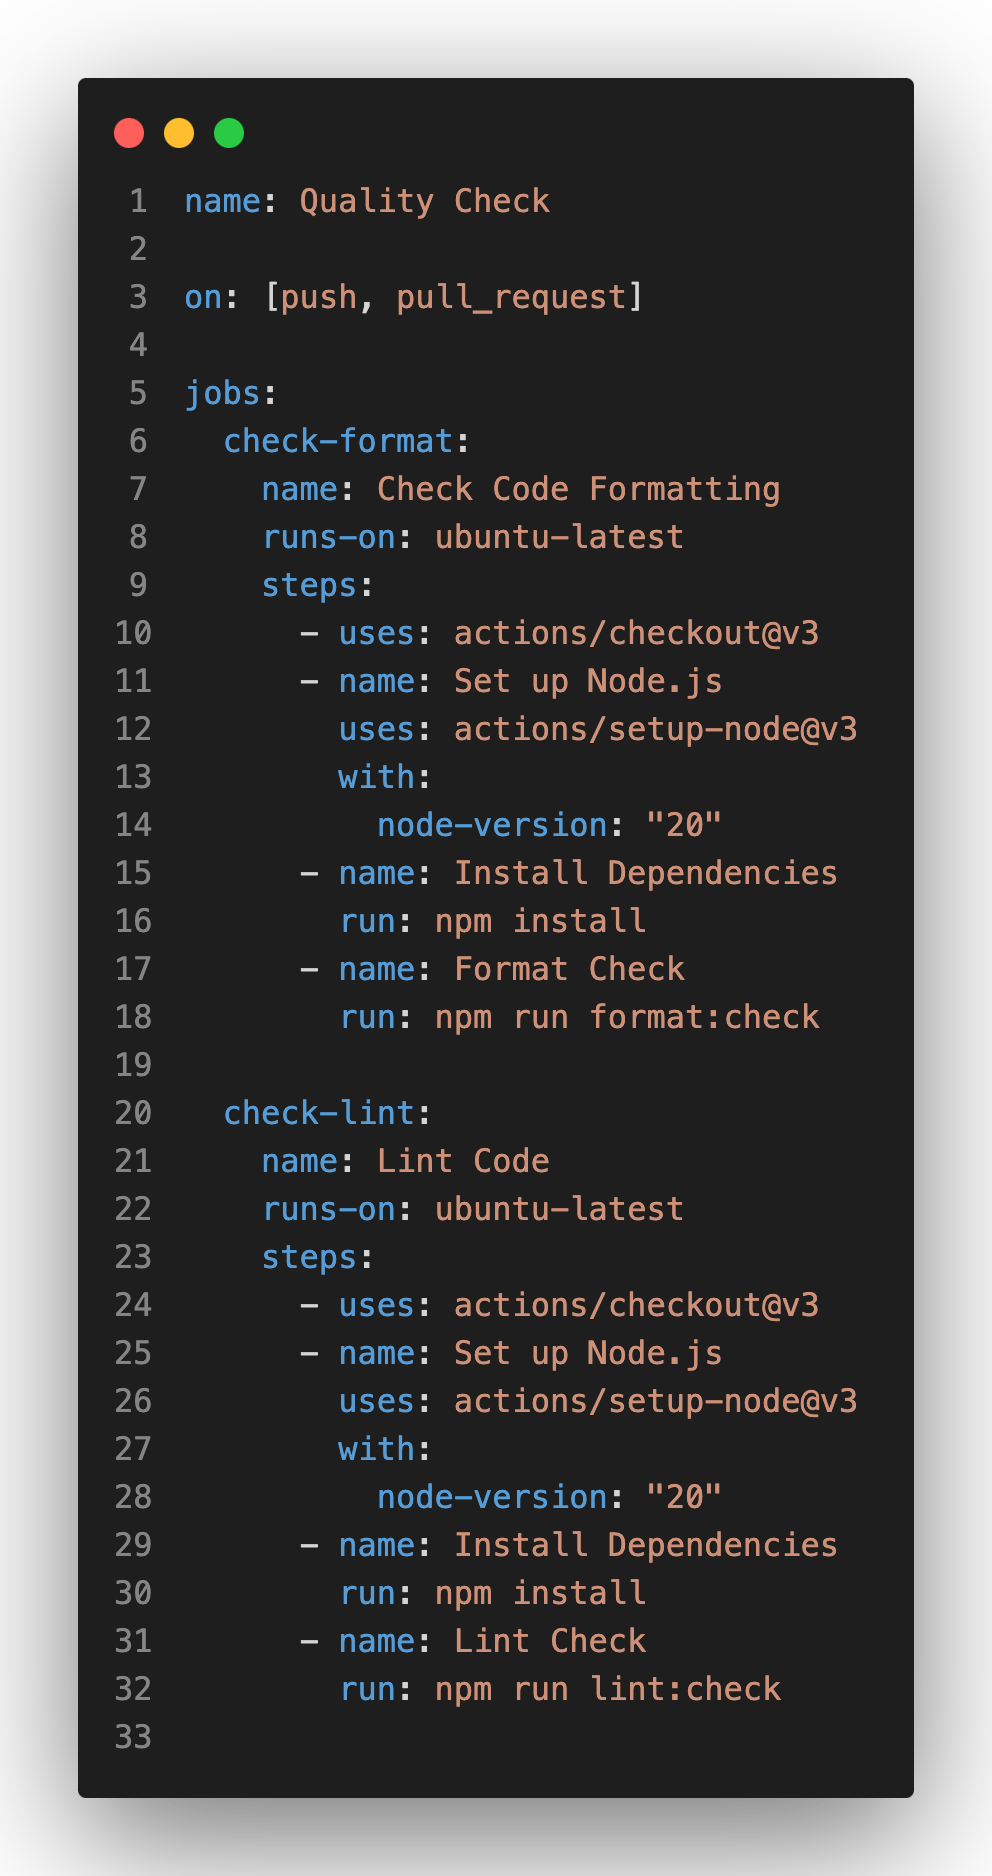 1 name: Quality Check
2
3 on: [push, pull_request]
4
5 jobs:
6   check-format:
7     name: Check Code Formatting
8     runs-on: ubuntu-latest
9     steps:
10       - uses: actions/checkout@v3
11       - name: Set up Node.js
12         uses: actions/setup-node@v3
13         with:
14           node-version: "20"
15       - name: Install Dependencies
16         run: npm install
17       - name: Format Check
18         run: npm run format:check
19
20   check-lint:
21     name: Lint Code
22     runs-on: ubuntu-latest
23     steps:
24       - uses: actions/checkout@v3
25       - name: Set up Node.js
26         uses: actions/setup-node@v3
27         with:
28           node-version: "20"
29       - name: Install Dependencies
30         run: npm install
31       - name: Lint Check
32         run: npm run lint:check
33